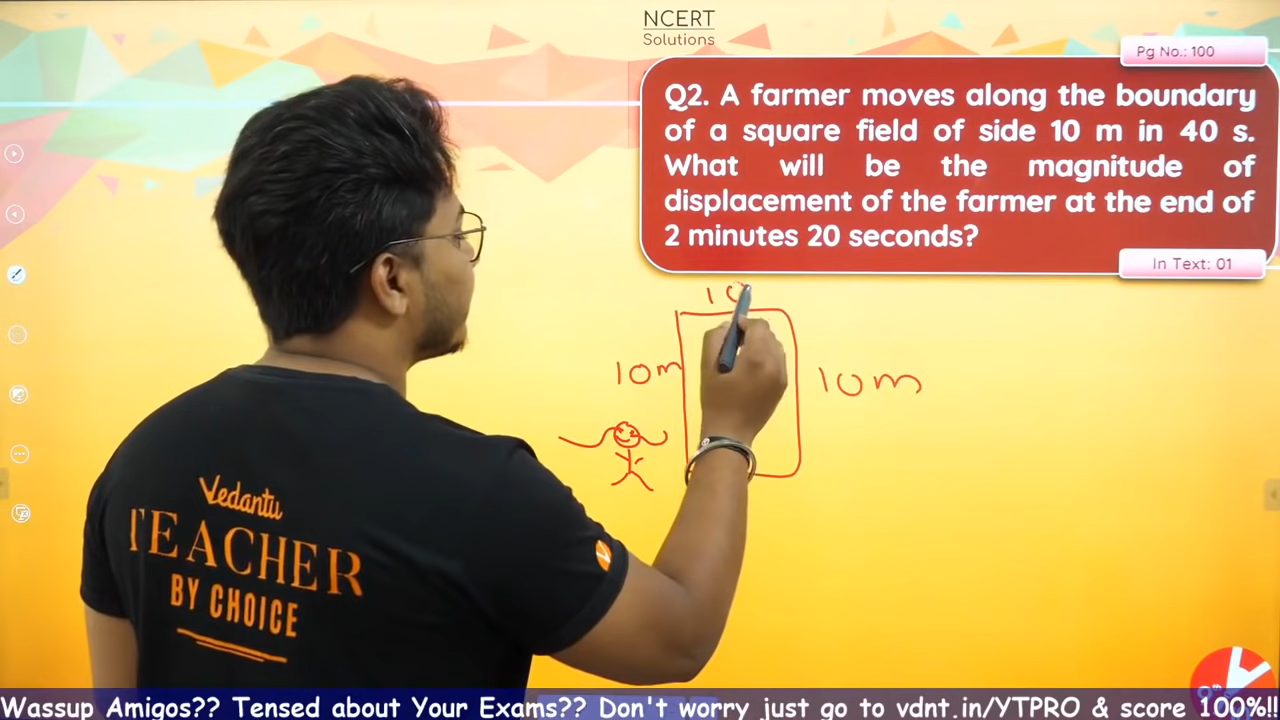 NCERT
Solutions
Pg No.: 100
Q2. A farmer moves along the boundary
of a square field of side 10 m in 40 s.
What will be the magnitude of
displacement of the farmer at the end of
2 minutes 20 seconds?
In Text: 01
10
10m
10m
Vedantu
TEACHER
BY CHOICE
Wassup Amigos?? Tensed about Your Exams?? Don't worry just go to vdnt.in/YTPRO & score 100%!!